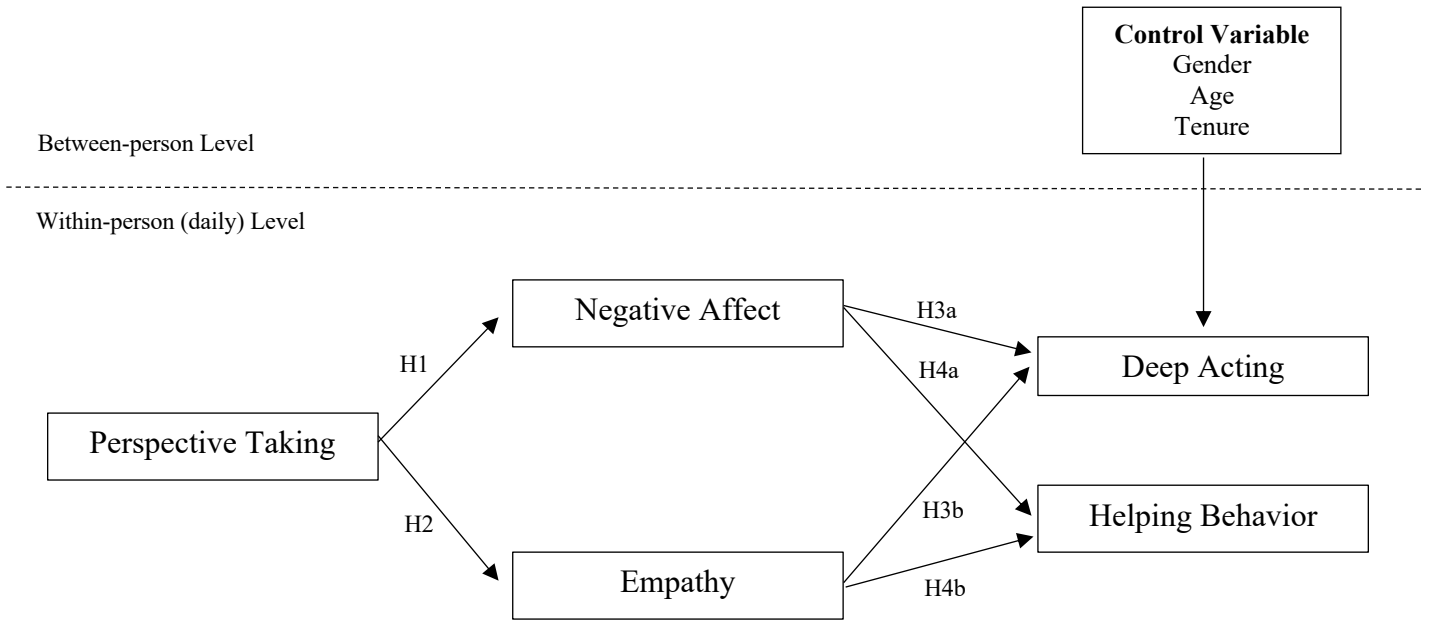 Control Variable
Gender
Age
Tenure
Between-person Level
Within-person (daily) Level
Negative Affect
H3a
Deep Acting
H1
H4a
Perspective Taking
H3b
Helping Behavior
H2
Empathy
H4b